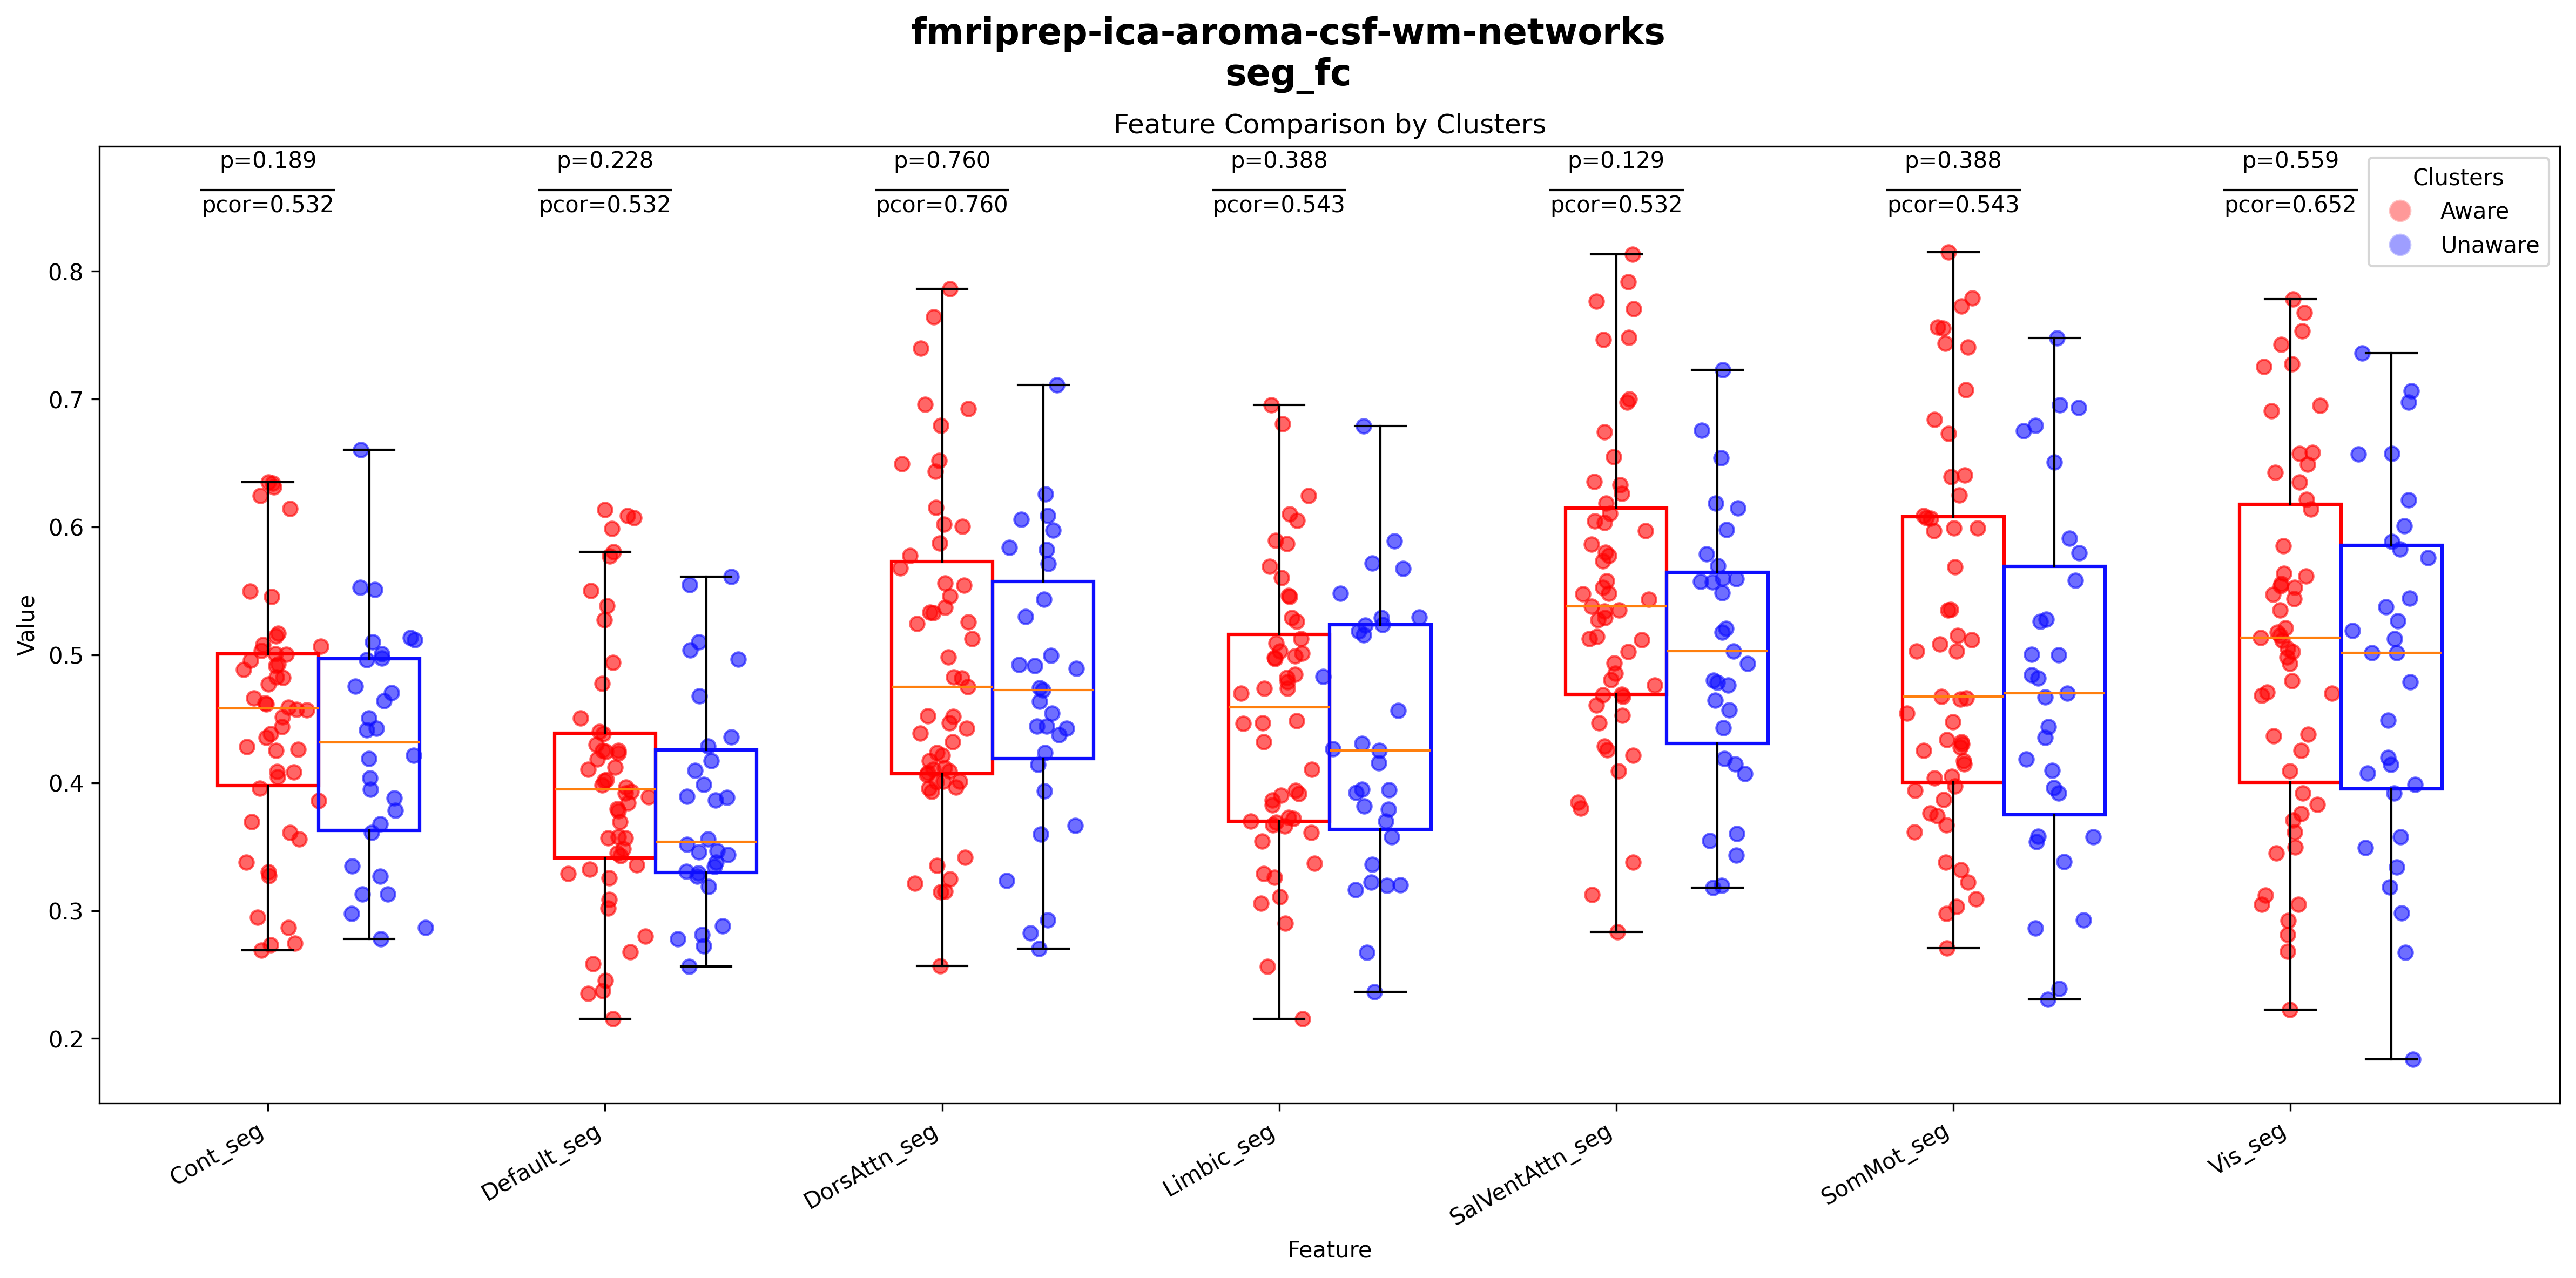 fmriprep-ica-aroma-csf-wm-networks
seg_fc
Feature Comparison by Clusters
p=0.189
pcor=0.532
p=0.228
pcor=0.532
p=0.760
pcor=0.760
p=0.388
pcor=0.543
p=0.129
pcor=0.532
p=0.388
pcor=0.543
p=0.559
pcor=0.652
Clusters
Aware
Unaware
Value
0.8
0.7
0.6
0.5
0.4
0.3
0.2
Cont_seg
Default_seg
DorsAttn_seg
Limbic_seg
SalVentAttn_seg
SomMot_seg
Vis_seg
Feature